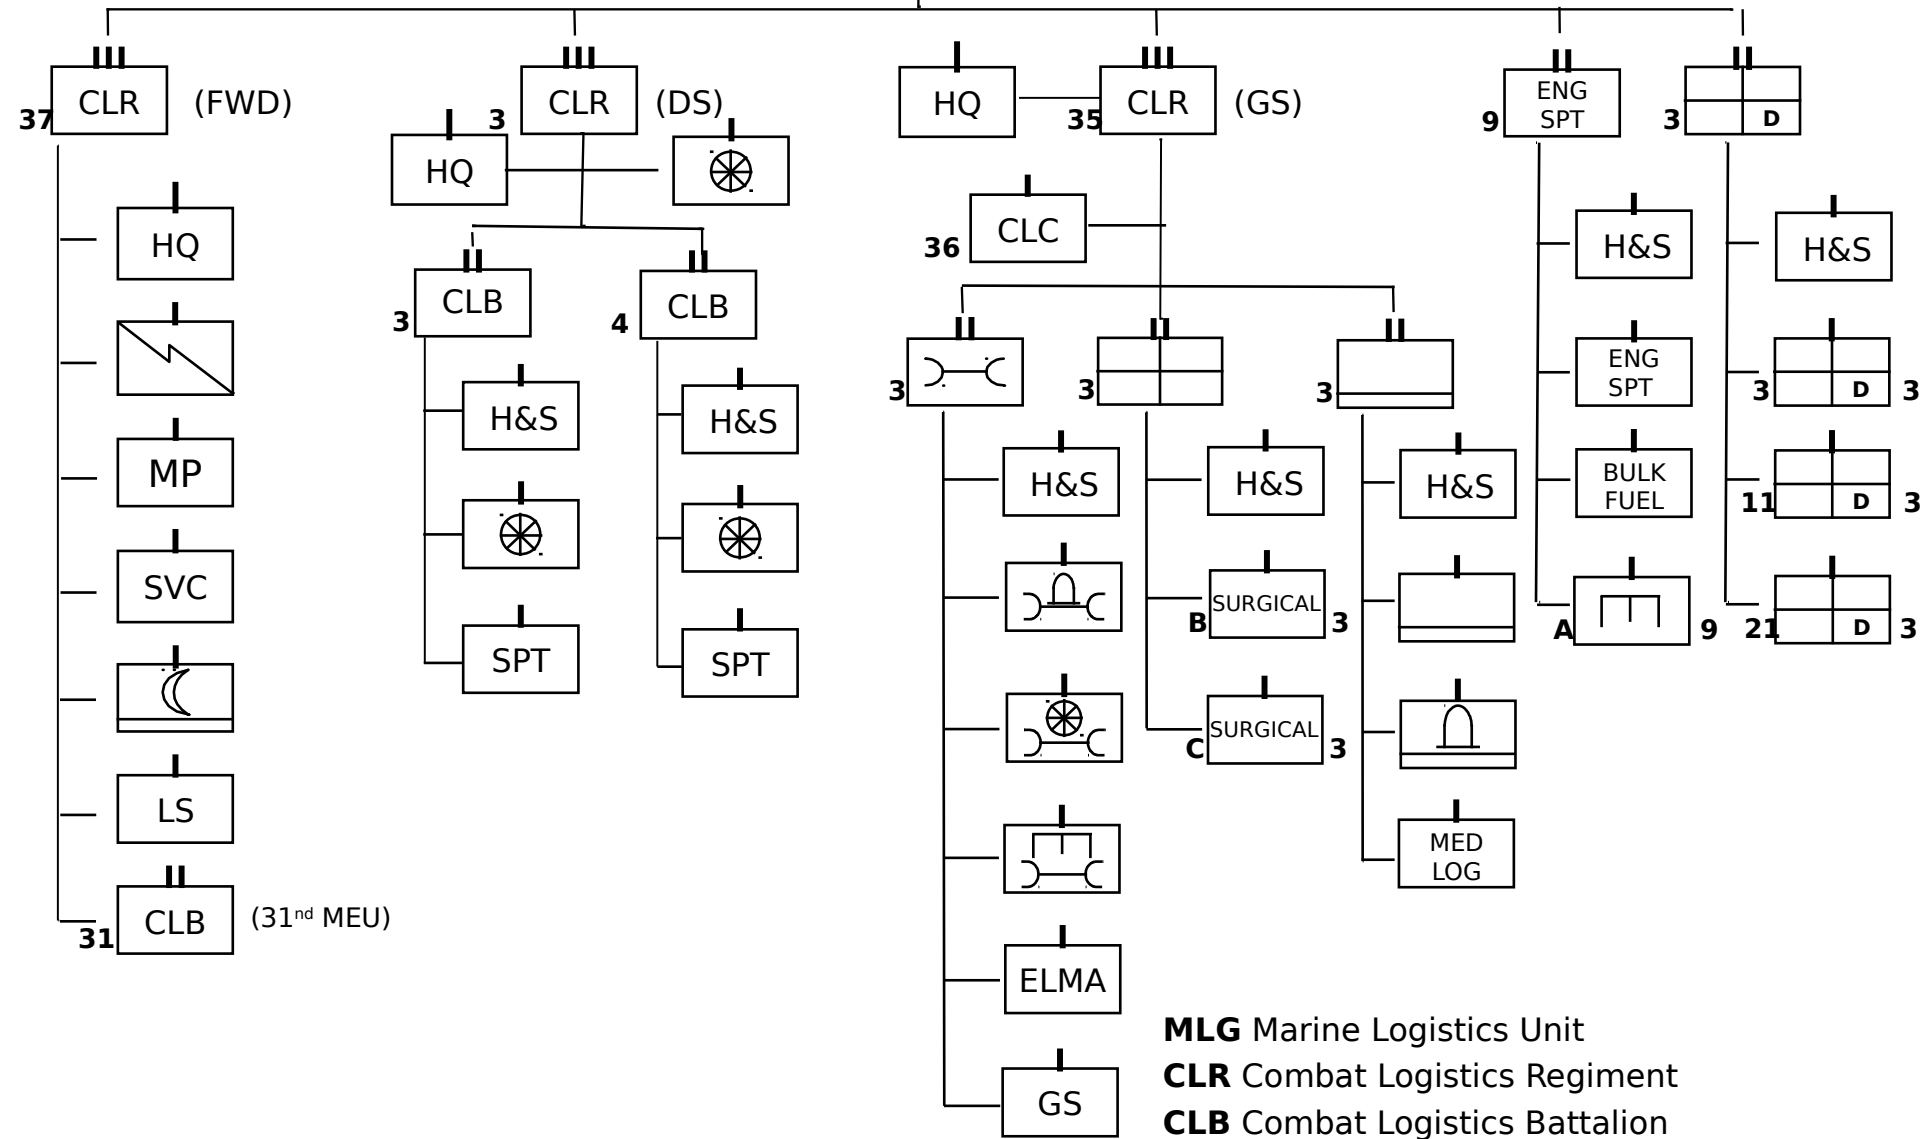 37 CLR (FWD)
HQ
MP
SVC
LS
31 CLB (31nd MEU)
3 CLR (DS)
HQ
3 CLB
H&S
SPT
4 CLB
H&S
SPT
HQ
35 CLR (GS)
36 CLC
3
H&S
ELMA
GS
3
H&S
B SURGICAL 3
C SURGICAL 3
3
H&S
MED
LOG
9 ENG
SPT
H&S
ENG
SPT
BULK
FUEL
A 9
3 D
H&S
3 D 3
11 D 3
21 D 3
MLG Marine Logistics Unit
CLR Combat Logistics Regiment
CLB Combat Logistics Battalion